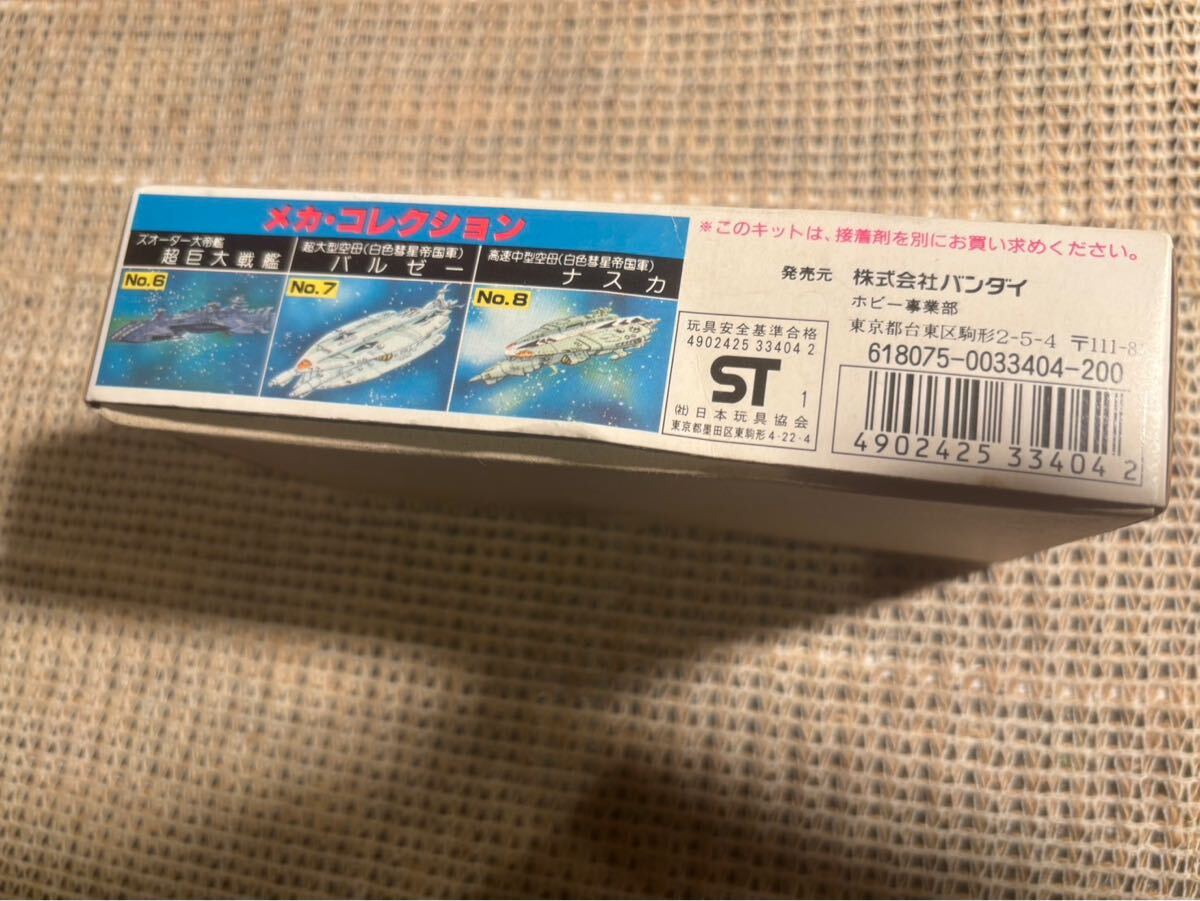 メカ・コレクション
ズオーダー大帝艦
超巨大戦艦
No.6
超大型空母(白色彗星帝国軍)
バルゼー
No.7
高速中型空母(白色彗星帝国軍)
ナスカ
No.8
※このキットは、接着剤を別にお買い求めください。
発売元 株式会社バンダイ
ホビー事業部
東京都台東区駒形2-5-4 〒111-8
玩具安全基準合格
4902425 33404 2
ST 1
(社)日本玩具協会
東京都墨田区東駒形4-22-4
618075-0033404-200
4902425 33404 2